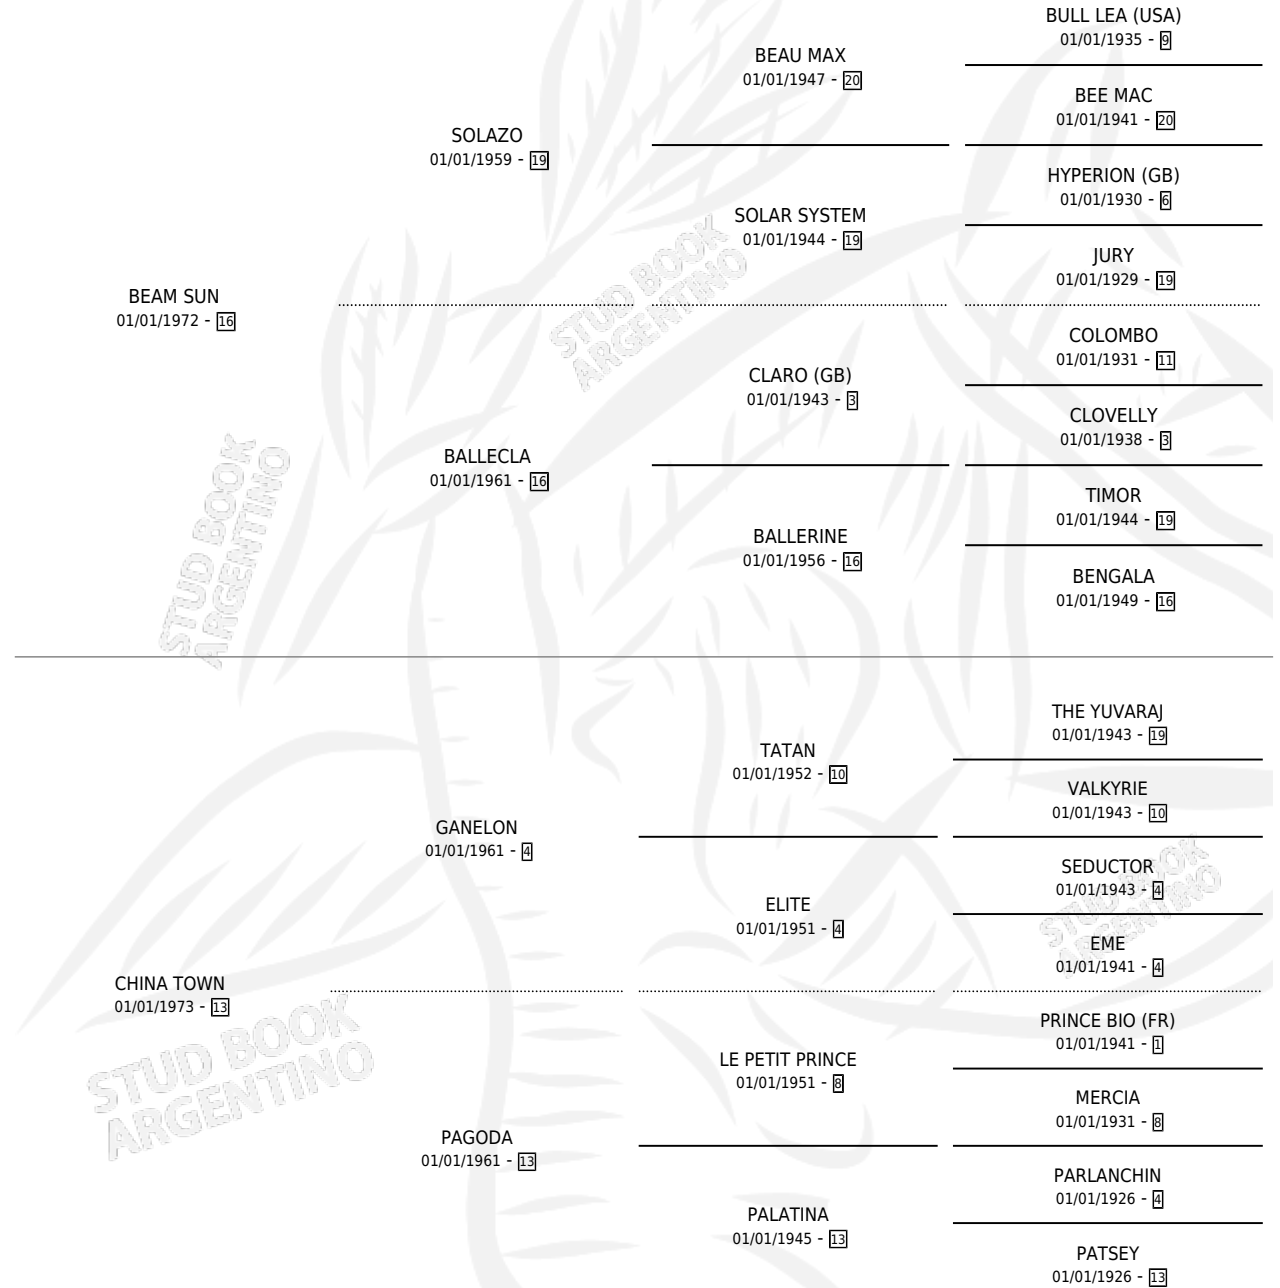 BULL LEA (USA)
01/01/1935 - 9
BEAU MAX
01/01/1947 - 20
BEE MAC
01/01/1941 - 20
SOLAZO
01/01/1959 - 19
HYPERION (GB)
01/01/1930 - 6
SOLAR SYSTEM
01/01/1944 - 19
JURY
01/01/1929 - 19
BEAM SUN
01/01/1972 - 16
COLOMBO
01/01/1931 - 11
CLARO (GB)
01/01/1943 - 3
CLOVELLY
01/01/1938 - 3
BALLECLA
01/01/1961 - 16
TIMOR
01/01/1944 - 19
BALLERINE
01/01/1956 - 16
BENGALA
01/01/1949 - 16
STUD BOOK
ARGENTINO
STUD BOOK
ARGENTINO
THE YUVARAJ
01/01/1943 - 19
TATAN
01/01/1952 - 10
VALKYRIE
01/01/1943 - 10
GANELON
01/01/1961 - 4
SEDUCTOR
01/01/1943 - 4
ELITE
01/01/1951 - 4
EME
01/01/1941 - 4
CHINA TOWN
01/01/1973 - 13
PRINCE BIO (FR)
01/01/1941 - 1
LE PETIT PRINCE
01/01/1951 - 8
MERCIA
01/01/1931 - 8
PAGODA
01/01/1961 - 13
PARLANCHIN
01/01/1926 - 4
PALATINA
01/01/1945 - 13
PATSEY
01/01/1926 - 13
STUD BOOK
ARGENTINO
STUD BOOK
ARGENTINO